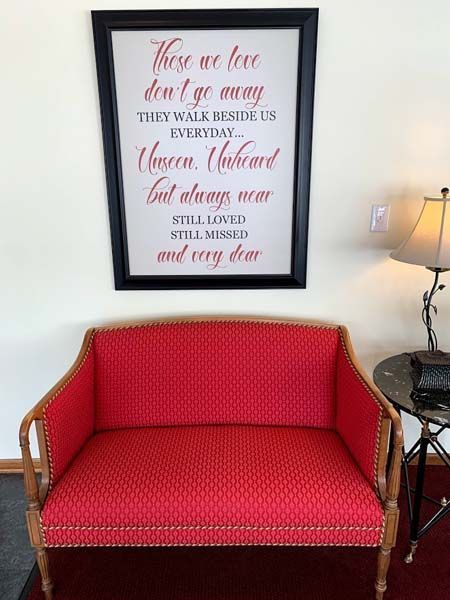 Those we love
don't go away
THEY WALK BESIDE US
EVERYDAY...
Unseen, Unheard
but always near
STILL LOVED
STILL MISSED
and very dear